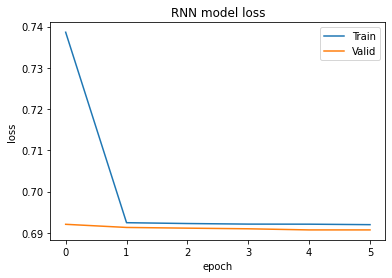 RNN model loss
0.74
0.73
0.72
0.71
0.70
0.69
loss
0 1 2 3 4 5
epoch
Train
Valid